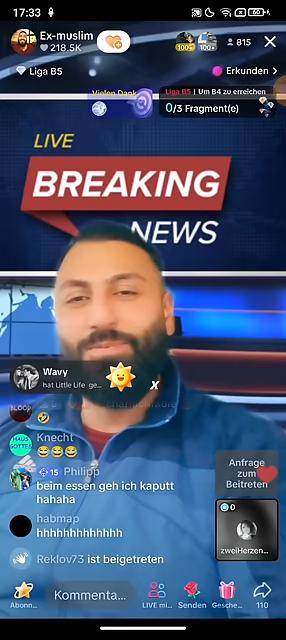 17:33
60
Ex-muslim
218.5K
100+
100+
815
Liga B5
Erkunden
Vielen Dank
Liga B5 | Um B4 zu erreichen
0/3 Fragment(e)
LIVE
BREAKING
NEWS
Wavy
hat Little Life ge...
x
Knecht
😂😂😂
15 Philipp
beim essen geh ich kaputt
hahaha
habmap
hhhhhhhhhhhhh
Reklov73 ist beigetreten
Anfrage
zum
Beitreten
0
zweiHerzen...
Kommenta...
Abonn...
LIVE mi...
Senden
Gesche...
110